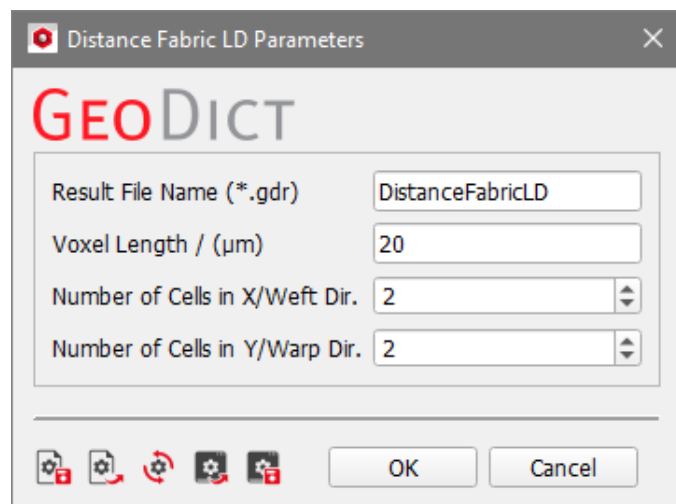 Distance Fabric LD Parameters
GEODICT
Result File Name (*.gdr) DistanceFabricLD
Voxel Length / (µm) 20
Number of Cells in X/Weft Dir. 2
Number of Cells in Y/Warp Dir. 2
OK Cancel